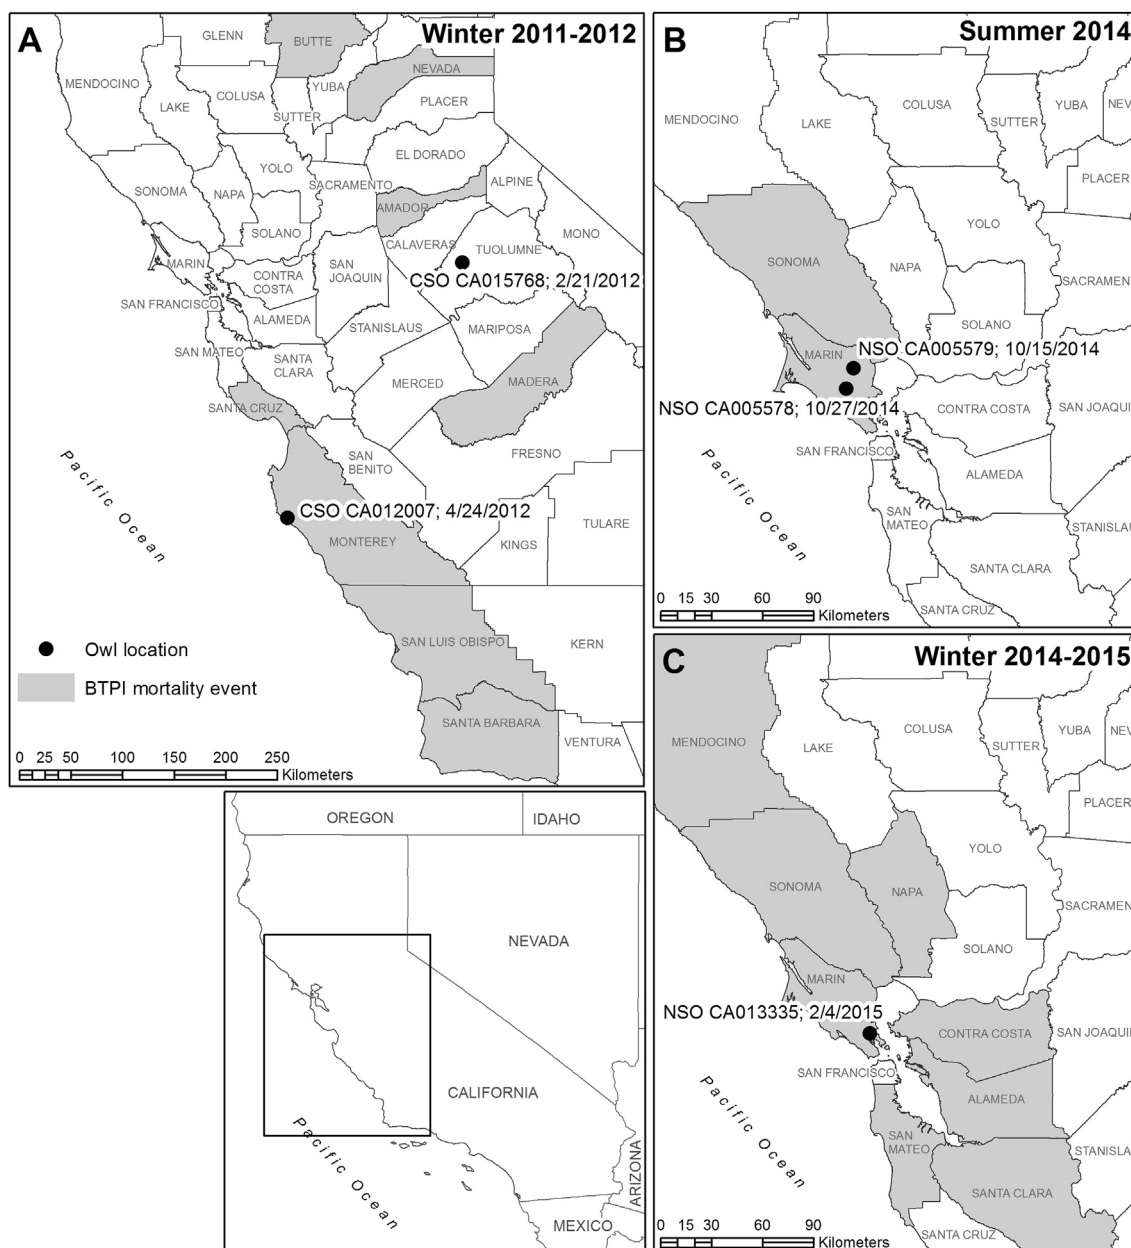 A
Winter 2011-2012
GLENN
BUTTE
MENDOCINO
LAKE
COLUSA
SUTTER
YUBA
NEVADA
PLACER
EL DORADO
YOLO
SONOMA
NAPA
SACRAMENTO
ALPINE
AMADOR
SOLANO
CALAVERAS
TUOLUMNE
MONO
MARIN
CONTRA
COSTA
SAN
JOAQUIN
CSO CA015768; 2/21/2012
SAN FRANCISCO
ALAMEDA
STANISLAUS
MARIPOSA
SAN MATEO
SANTA
CLARA
MERCED
MADERA
SANTA CRUZ
SAN
BENITO
FRESNO
Pacific Ocean
CSO CA012007; 4/24/2012
TULARE
MONTEREY
KINGS
SAN LUIS OBISPO
KERN
Owl location
BTPI mortality event
SANTA BARBARA
VENTURA
0 25 50 100 150 200 250
Kilometers
B
Summer 2014
MENDOCINO
LAKE
COLUSA
SUTTER
YUBA
NEV
PLACER
YOLO
SONOMA
NAPA
SACRAMEN
SOLANO
MARIN
NSO CA005579; 10/15/2014
NSO CA005578; 10/27/2014
CONTRA COSTA
SAN JOAQUIN
SAN FRANCISCO
Pacific Ocean
ALAMEDA
SAN
MATEO
STANISLAU
SANTA CLARA
SANTA CRUZ
0 15 30 60 90
Kilometers
C
Winter 2014-2015
MENDOCINO
LAKE
COLUSA
SUTTER
YUBA
NEV
PLACER
YOLO
SONOMA
NAPA
SACRAMEN
SOLANO
MARIN
NSO CA013335; 2/4/2015
CONTRA COSTA
SAN JOAQUIN
SAN FRANCISCO
ALAMEDA
Pacific Ocean
SAN
MATEO
STANISLA
SANTA CLARA
SANTA CRUZ
0 15 30 60 90
Kilometers
OREGON
IDAHO
NEVADA
CALIFORNIA
Pacific Ocean
ARIZONA
MEXICO